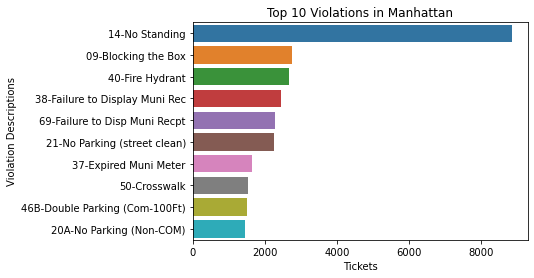 Top 10 Violations in Manhattan
Violation Descriptions
14-No Standing
09-Blocking the Box
40-Fire Hydrant
38-Failure to Display Muni Rec
69-Failure to Disp Muni Recpt
21-No Parking (street clean)
37-Expired Muni Meter
50-Crosswalk
46B-Double Parking (Com-100Ft)
20A-No Parking (Non-COM)
0 2000 4000 6000 8000
Tickets